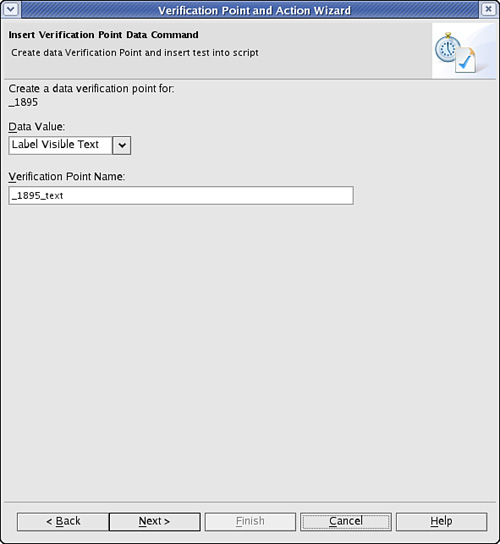 Verification Point and Action Wizard
Insert Verification Point Data Command
Create data Verification Point and insert test into script
Create a data verification point for:
_1895
Data Value:
Label Visible Text
Verification Point Name:
_1895_text
< Back Next > Finish Cancel Help